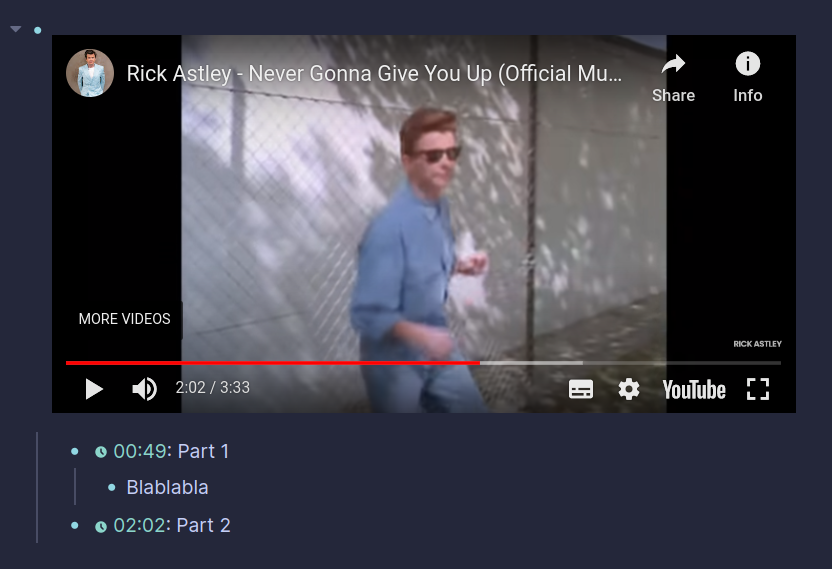 Rick Astley - Never Gonna Give You Up (Official Mu...
Share
Info
MORE VIDEOS
RICK ASTLEY
2:02 / 3:33
YouTube
00:49: Part 1
Blablabla
02:02: Part 2